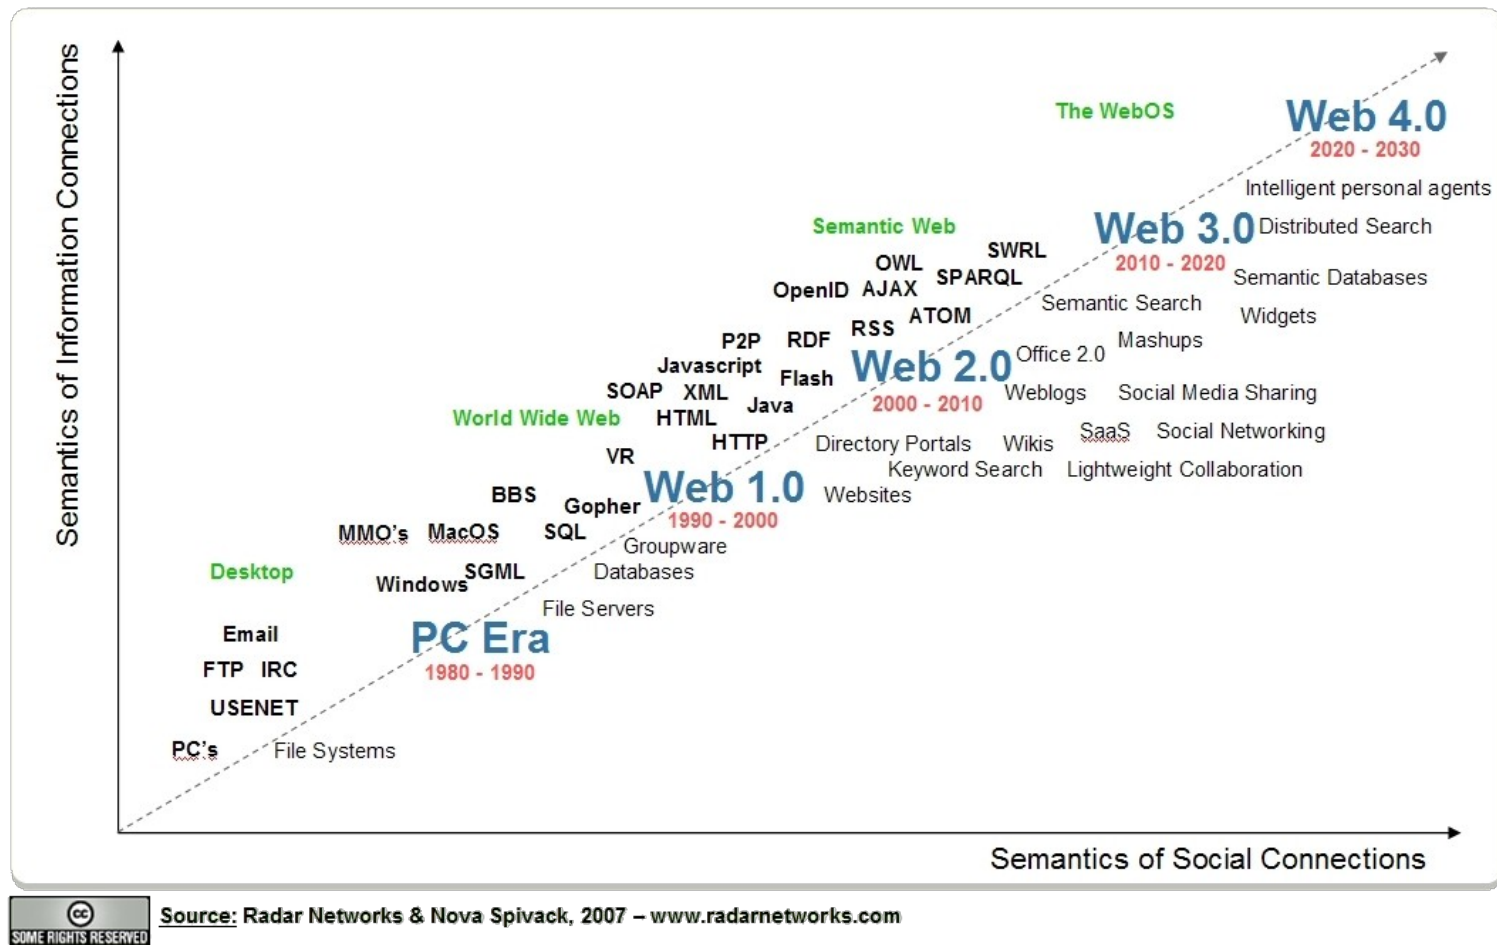 Semantics of Information Connections
The WebOS
Web 4.0
2020 - 2030
Intelligent personal agents
Semantic Web
Web 3.0
Distributed Search
2010 - 2020
SWRL
OWL
SPARQL
Semantic Databases
OpenID
AJAX
Semantic Search
Widgets
ATOM
RSS
P2P
RDF
Mashups
Office 2.0
Javascript
Web 2.0
Flash
SOAP
XML
Weblogs
Social Media Sharing
Java
2000 - 2010
World Wide Web
HTML
SaaS
Social Networking
HTTP
Directory Portals
Wikis
VR
Keyword Search
Lightweight Collaboration
Web 1.0
BBS
Websites
Gopher
1990 - 2000
MMO's
MacOS
SQL
Groupware
Desktop
SGML
Databases
Windows
File Servers
Email
PC Era
FTP
IRC
1980 - 1990
USENET
PC's
File Systems
Semantics of Social Connections
cc
SOME RIGHTS RESERVED
Source: Radar Networks & Nova Spivack, 2007 – www.radarnetworks.com